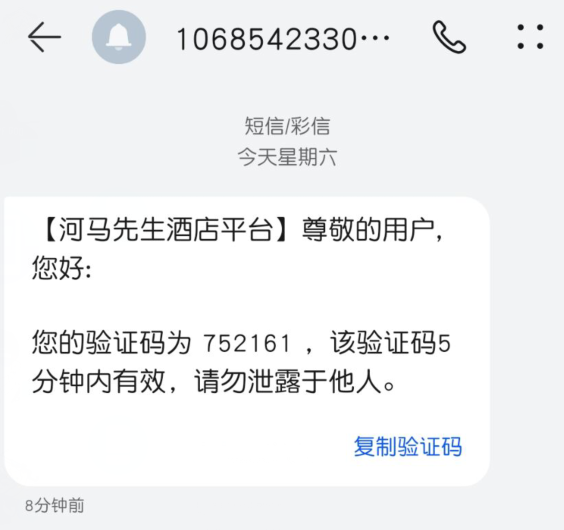 1068542330···
短信/彩信
今天星期六
【河马先生酒店平台】尊敬的用户,
您好:
您的验证码为 752161 ，该验证码5
分钟内有效，请勿泄露于他人。
复制验证码
8分钟前